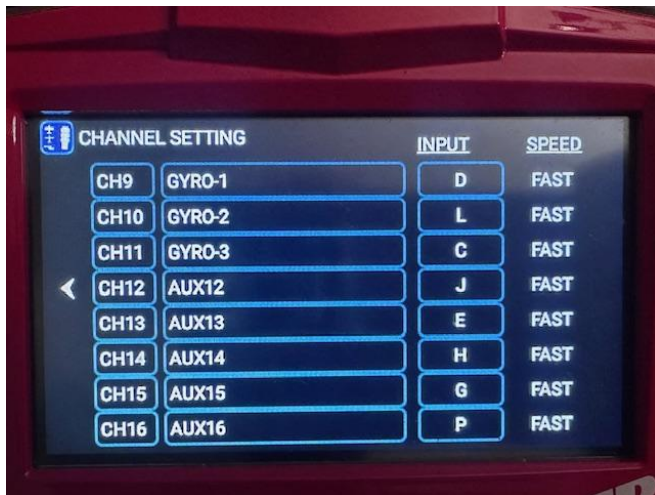 CHANNEL SETTING INPUT SPEED
CH9 GYRO-1 D FAST
CH10 GYRO-2 L FAST
CH11 GYRO-3 C FAST
CH12 AUX12 J FAST
CH13 AUX13 E FAST
CH14 AUX14 H FAST
CH15 AUX15 G FAST
CH16 AUX16 P FAST